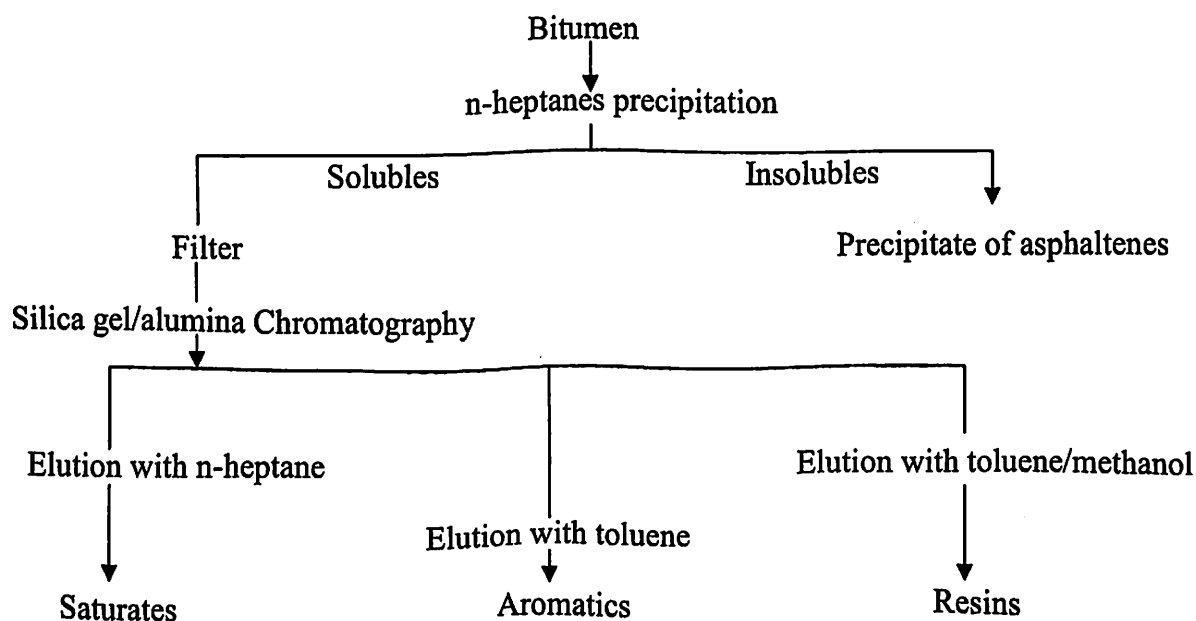 Bitumen
n-heptanes precipitation
Solubles
Insolubles
Filter
Precipitate of asphaltenes
Silica gel/alumina Chromatography
Elution with n-heptane
Elution with toluene/methanol
Elution with toluene
Saturates
Aromatics
Resins